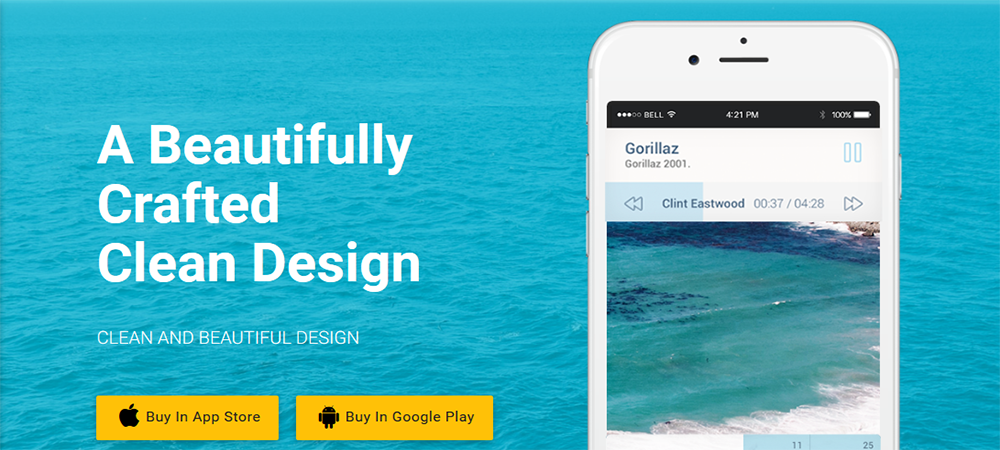 A Beautifully
Crafted
Clean Design
CLEAN AND BEAUTIFUL DESIGN
Buy In App Store
Buy In Google Play
BELL
4:21 PM
100%
Gorillaz
Gorillaz 2001.
Clint Eastwood 00:37 / 04:28
11
25